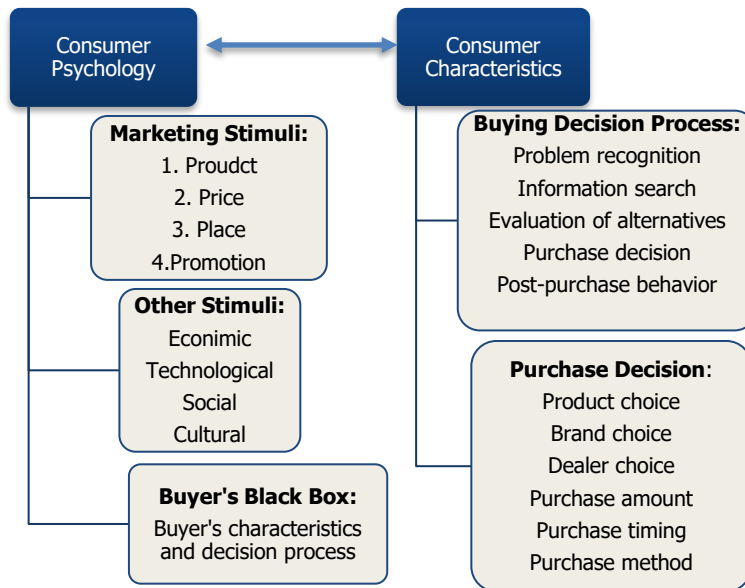 Consumer
Psychology
Consumer
Characteristics
Marketing Stimuli:
1. Proudct
2. Price
3. Place
4.Promotion
Other Stimuli:
Econimic
Technological
Social
Cultural
Buyer's Black Box:
Buyer's characteristics
and decision process
Buying Decision Process:
Problem recognition
Information search
Evaluation of alternatives
Purchase decision
Post-purchase behavior
Purchase Decision:
Product choice
Brand choice
Dealer choice
Purchase amount
Purchase timing
Purchase method